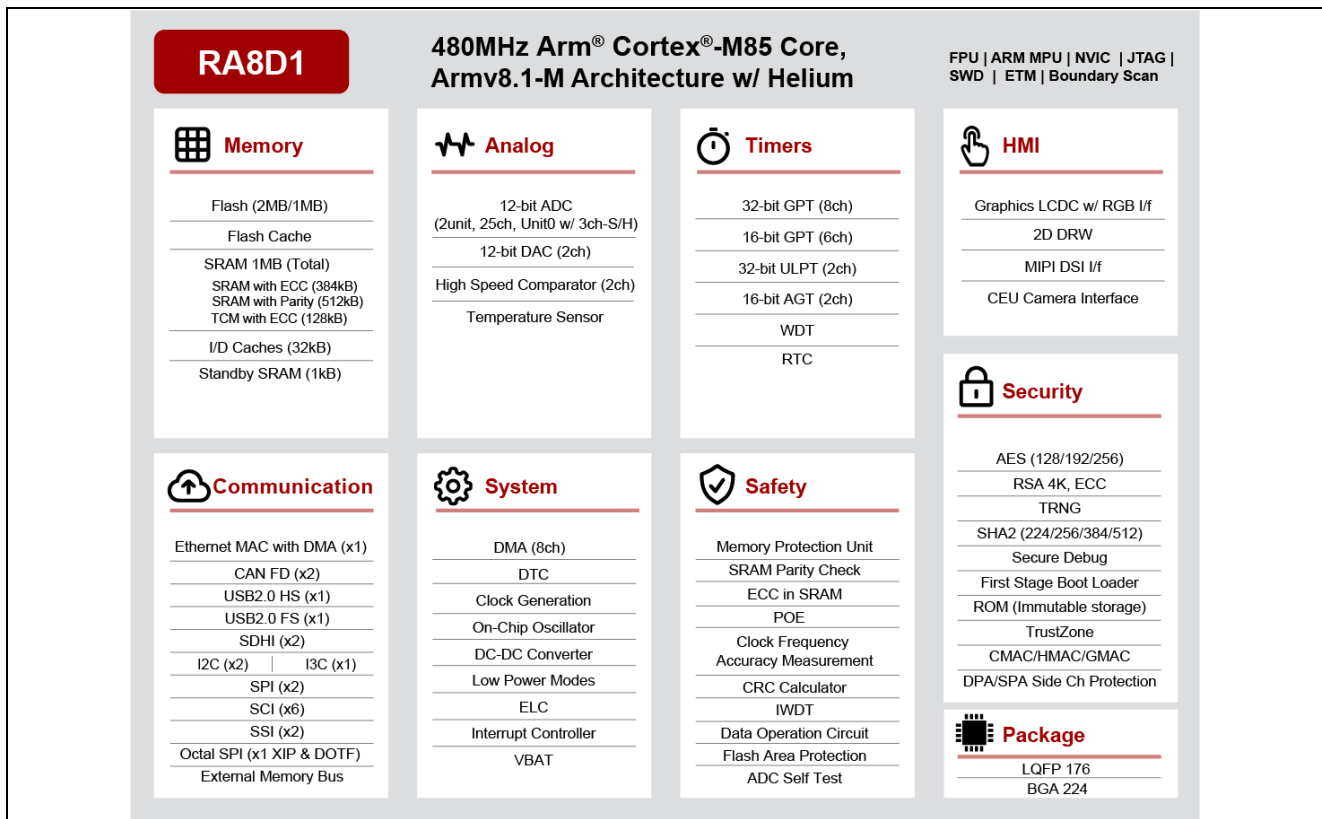 RA8D1
480MHz Arm® Cortex®-M85 Core,
Armv8.1-M Architecture w/ Helium
FPU | ARM MPU | NVIC | JTAG |
SWD | ETM | Boundary Scan
Memory
Flash (2MB/1MB)
Flash Cache
SRAM 1MB (Total)
SRAM with ECC (384kB)
SRAM with Parity (512kB)
TCM with ECC (128kB)
I/D Caches (32kB)
Standby SRAM (1kB)
Analog
12-bit ADC
(2unit, 25ch, Unit0 w/ 3ch-S/H)
12-bit DAC (2ch)
High Speed Comparator (2ch)
Temperature Sensor
Timers
32-bit GPT (8ch)
16-bit GPT (6ch)
32-bit ULPT (2ch)
16-bit AGT (2ch)
WDT
RTC
HMI
Graphics LCDC w/ RGB I/f
2D DRW
MIPI DSI I/f
CEU Camera Interface
Communication
Ethernet MAC with DMA (x1)
CAN FD (x2)
USB2.0 HS (x1)
USB2.0 FS (x1)
SDHI (x2)
I2C (x2) | I3C (x1)
SPI (x2)
SCI (x6)
SSI (x2)
Octal SPI (x1 XIP & DOTF)
External Memory Bus
System
DMA (8ch)
DTC
Clock Generation
On-Chip Oscillator
DC-DC Converter
Low Power Modes
ELC
Interrupt Controller
VBAT
Safety
Memory Protection Unit
SRAM Parity Check
ECC in SRAM
POE
Clock Frequency
Accuracy Measurement
CRC Calculator
IWDT
Data Operation Circuit
Flash Area Protection
ADC Self Test
Security
AES (128/192/256)
RSA 4K, ECC
TRNG
SHA2 (224/256/384/512)
Secure Debug
First Stage Boot Loader
ROM (Immutable storage)
TrustZone
CMAC/HMAC/GMAC
DPA/SPA Side Ch Protection
Package
LQFP 176
BGA 224